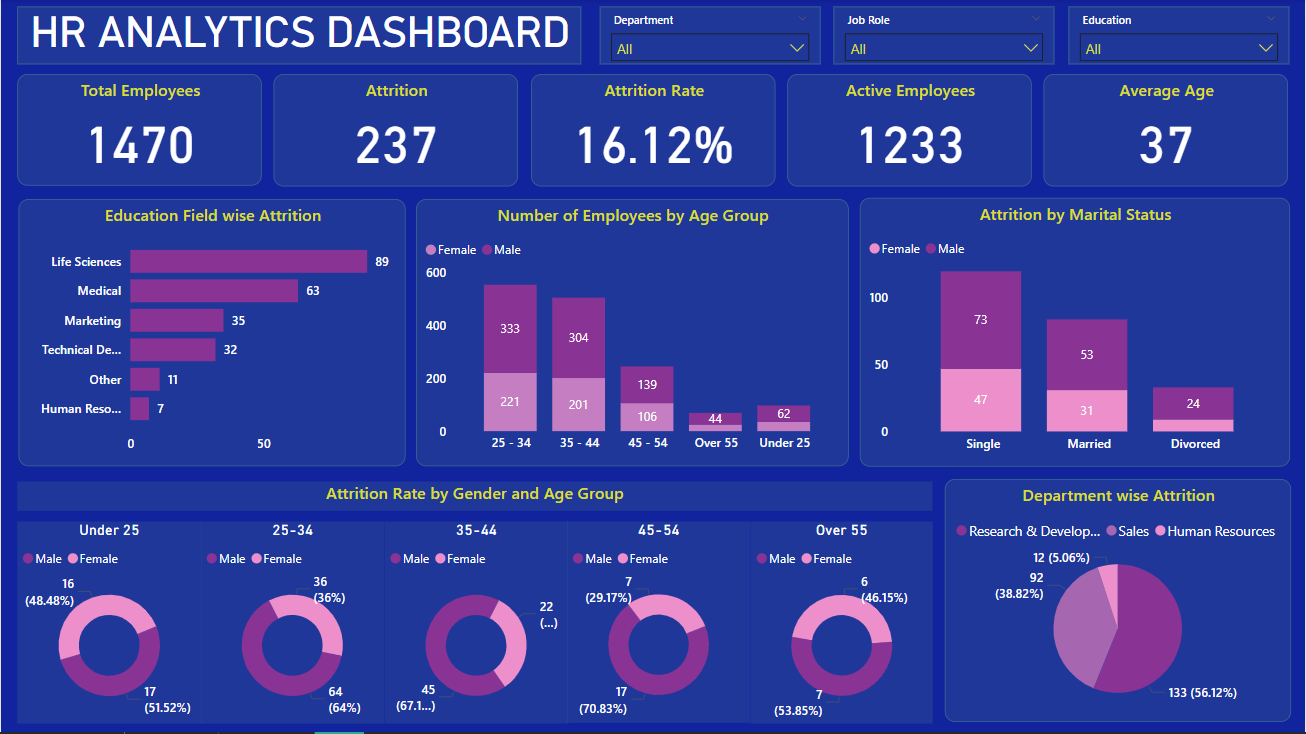 HR ANALYTICS DASHBOARD
Department
All
Job Role
All
Education
All
Total Employees
1470
Attrition
237
Attrition Rate
16.12%
Active Employees
1233
Average Age
37
Education Field wise Attrition
Life Sciences 89
Medical 63
Marketing 35
Technical De... 32
Other 11
Human Reso... 7
0 50
Number of Employees by Age Group
Female Male
600
400
200
0
333
221
304
201
139
106
44
62
25 - 34 35 - 44 45 - 54 Over 55 Under 25
Attrition by Marital Status
Female Male
100
50
0
73
47
53
31
24
Single Married Divorced
Attrition Rate by Gender and Age Group
Under 25
Male Female
16
(48.48%)
17
(51.52%)
25-34
Male Female
36
(36%)
64
(64%)
35-44
Male Female
22
(...)
45
(67.1...)
45-54
Male Female
7
(29.17%)
17
(70.83%)
Over 55
Male Female
6
(46.15%)
7
(53.85%)
Department wise Attrition
Research & Develop... Sales Human Resources
12 (5.06%)
92
(38.82%)
133 (56.12%)